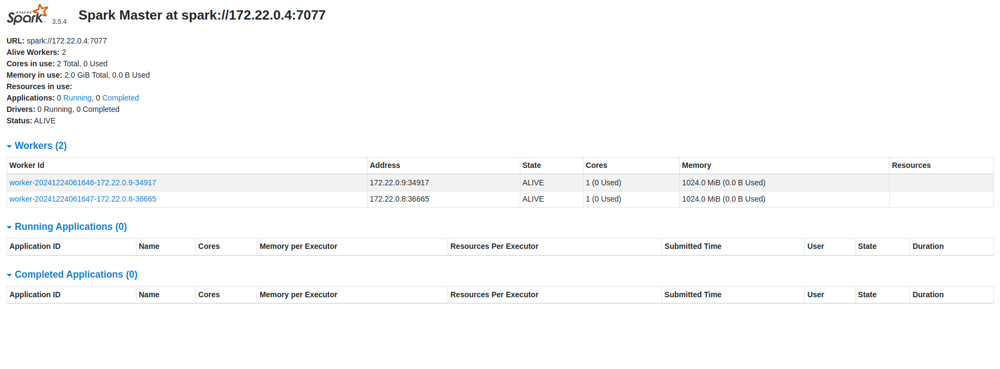 APACHE
Spark 3.5.4 Spark Master at spark://172.22.0.4:7077
URL: spark://172.22.0.4:7077
Alive Workers: 2
Cores in use: 2 Total, 0 Used
Memory in use: 2.0 GiB Total, 0.0 B Used
Resources in use:
Applications: 0 Running, 0 Completed
Drivers: 0 Running, 0 Completed
Status: ALIVE
Workers (2)
Worker Id Address State Cores Memory Resources
worker-20241224061646-172.22.0.9-34917 172.22.0.9:34917 ALIVE 1 (0 Used) 1024.0 MiB (0.0 B Used)
worker-20241224061647-172.22.0.8-36665 172.22.0.8:36665 ALIVE 1 (0 Used) 1024.0 MiB (0.0 B Used)
Running Applications (0)
Application ID Name Cores Memory per Executor Resources Per Executor Submitted Time User State Duration
Completed Applications (0)
Application ID Name Cores Memory per Executor Resources Per Executor Submitted Time User State Duration